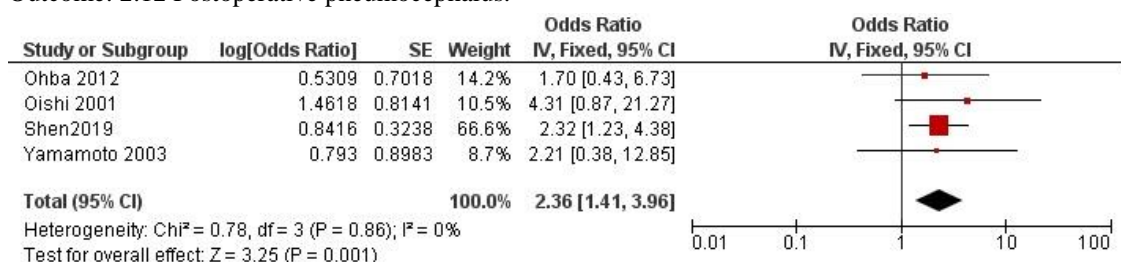 Outcome: 2.12 Postoperative pneumocephalus.
Odds Ratio Odds Ratio
Study or Subgroup log[Odds Ratio] SE Weight IV, Fixed, 95% CI IV, Fixed, 95% CI
Ohba 2012 0.5309 0.7018 14.2% 1.70 [0.43, 6.73]
Oishi 2001 1.4618 0.8141 10.5% 4.31 [0.87, 21.27]
Shen2019 0.8416 0.3238 66.6% 2.32 [1.23, 4.38]
Yamamoto 2003 0.793 0.8983 8.7% 2.21 [0.38, 12.85]
Total (95% CI) 100.0% 2.36 [1.41, 3.96]
Heterogeneity: Chi² = 0.78, df = 3 (P = 0.86); I² = 0%
Test for overall effect: Z = 3.25 (P = 0.001)
0.01 0.1 1 10 100